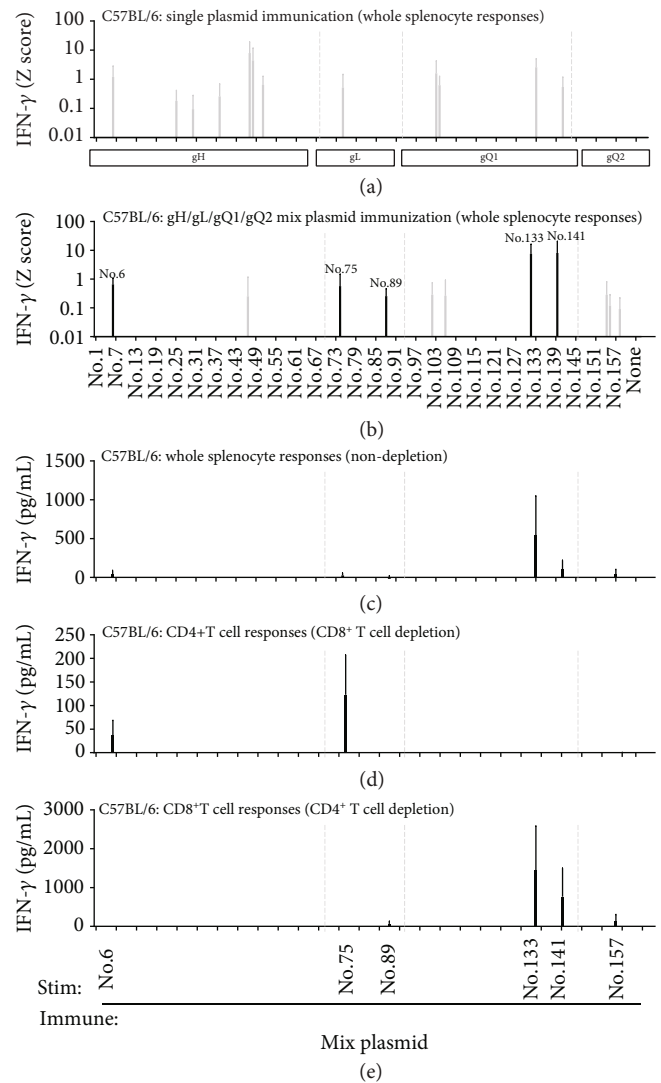 C57BL/6: single plasmid immunication (whole splenocyte responses)
IFN-γ (Z score)
100
10
1
0.1
0.01
gH
gL
gQ1
gQ2
(a)
C57BL/6: gH/gL/gQ1/gQ2 mix plasmid immunization (whole splenocyte responses)
IFN-γ (Z score)
100
10
1
0.1
0.01
No.6
No.75
No.89
No.133
No.141
No.1
No.7
No.13
No.19
No.25
No.31
No.37
No.43
No.49
No.55
No.61
No.67
No.73
No.79
No.85
No.91
No.97
No.103
No.109
No.115
No.121
No.127
No.133
No.139
No.145
No.151
No.157
None
(b)
C57BL/6: whole splenocyte responses (non-depletion)
IFN-γ (pg/mL)
1500
1000
500
0
(c)
C57BL/6: CD4+T cell responses (CD8⁺ T cell depletion)
IFN-γ (pg/mL)
250
200
150
100
50
0
(d)
C57BL/6: CD8⁺T cell responses (CD4⁺ T cell depletion)
IFN-γ (pg/mL)
3000
2000
1000
0
Stim:
No.6
No.75
No.89
No.133
No.141
No.157
Immune:
Mix plasmid
(e)